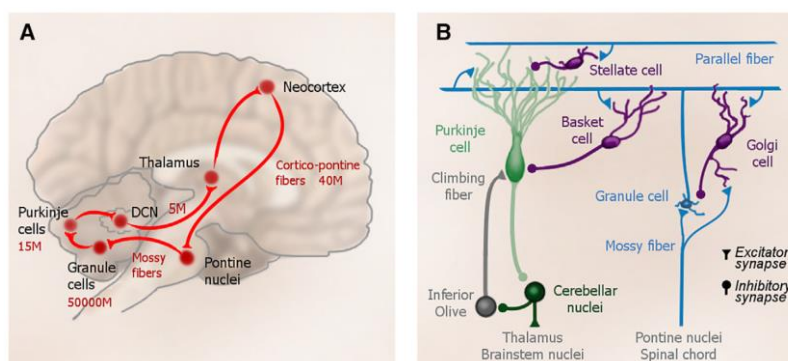 A
Neocortex
Thalamus
Cortico-pontine
fibers 40M
DCN
5M
Purkinje
cells
15M
Mossy
fibers
Granule
cells
50000M
Pontine
nuclei
B
Parallel fiber
Stellate cell
Purkinje
cell
Basket
cell
Golgi
cell
Climbing
fiber
Granule cell
Mossy fiber
Excitator
synapse
Inhibitory
synapse
Inferior
Olive
Cerebellar
nuclei
Thalamus
Brainstem nuclei
Pontine nuclei
Spinal chord